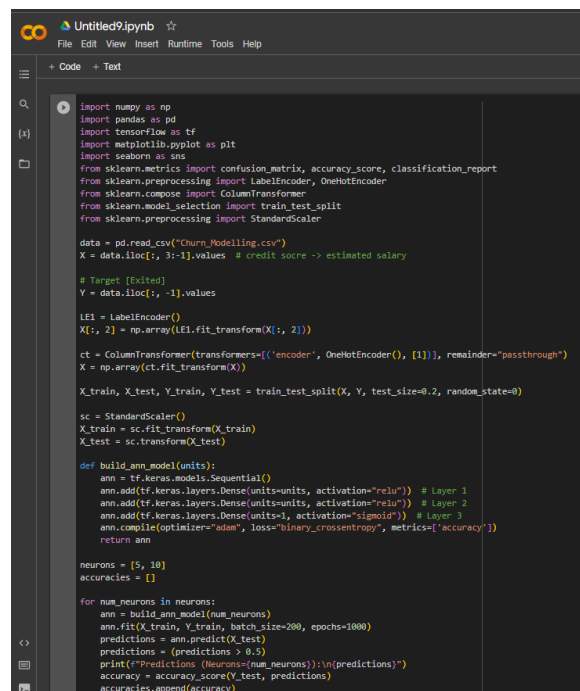 CO Untitled9.ipynb ☆
File Edit View Insert Runtime Tools Help
+ Code + Text
{x}
import numpy as np
import pandas as pd
import tensorflow as tf
import matplotlib.pyplot as plt
import seaborn as sns
from sklearn.metrics import confusion_matrix, accuracy_score, classification_report
from sklearn.preprocessing import LabelEncoder, OneHotEncoder
from sklearn.compose import ColumnTransformer
from sklearn.model_selection import train_test_split
from sklearn.preprocessing import StandardScaler

data = pd.read_csv("Churn_Modelling.csv")
X = data.iloc[:, 3:-1].values # credit socre -> estimated salary

# Target [Exited]
Y = data.iloc[:, -1].values

LE1 = LabelEncoder()
X[:, 2] = np.array(LE1.fit_transform(X[:, 2]))

ct = ColumnTransformer(transformers=[('encoder', OneHotEncoder(), [1])], remainder="passthrough")
X = np.array(ct.fit_transform(X))

X_train, X_test, Y_train, Y_test = train_test_split(X, Y, test_size=0.2, random_state=0)

sc = StandardScaler()
X_train = sc.fit_transform(X_train)
X_test = sc.transform(X_test)

def build_ann_model(units):
    ann = tf.keras.models.Sequential()
    ann.add(tf.keras.layers.Dense(units=units, activation="relu")) # Layer 1
    ann.add(tf.keras.layers.Dense(units=units, activation="relu")) # Layer 2
    ann.add(tf.keras.layers.Dense(units=1, activation="sigmoid")) # Layer 3
    ann.compile(optimizer="adam", loss="binary_crossentropy", metrics=['accuracy'])
    return ann

neurons = [5, 10]
accuracies = []

for num_neurons in neurons:
    ann = build_ann_model(num_neurons)
    ann.fit(X_train, Y_train, batch_size=200, epochs=1000)
    predictions = ann.predict(X_test)
    predictions = (predictions > 0.5)
    print(f"Predictions (Neurons={num_neurons}):\n{predictions}")
    accuracy = accuracy_score(Y_test, predictions)
    accuracies.append(accuracy)